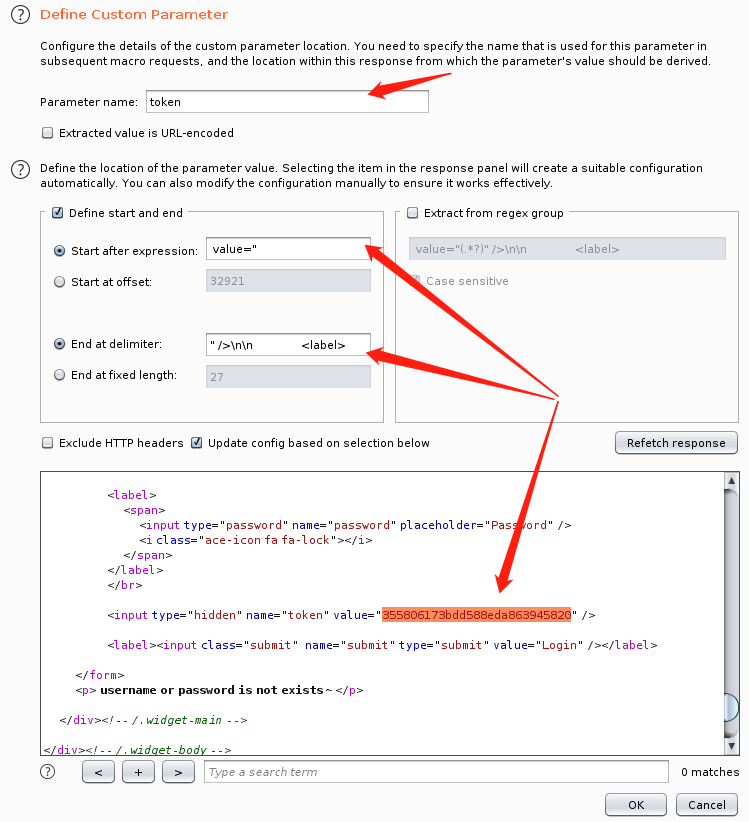 Define Custom Parameter
Configure the details of the custom parameter location. You need to specify the name that is used for this parameter in
subsequent macro requests, and the location within this response from which the parameter's value should be derived.
Parameter name: token
Extracted value is URL-encoded
Define the location of the parameter value. Selecting the item in the response panel will create a suitable configuration
automatically. You can also modify the configuration manually to ensure it works effectively.
Define start and end
Start after expression: value="
Start at offset: 32921
End at delimiter: " />\n\n <label>
End at fixed length: 27
Extract from regex group
value="(.*?)" />\n\n <label>
Case sensitive
Exclude HTTP headers Update config based on selection below Refetch response
<label>
<span>
<input type="password" name="password" placeholder="Password" />
<i class="ace-icon fa fa-lock"></i>
</span>
</label>
</br>
<input type="hidden" name="token" value="355806173bdd588eda863945820" />
<label><input class="submit" name="submit" type="submit" value="Login" /></label>
</form>
<p> username or password is not exists~ </p>
</div><!-- /.widget-main -->
</div><!-- /.widget-body -->
< + > Type a search term 0 matches
OK Cancel